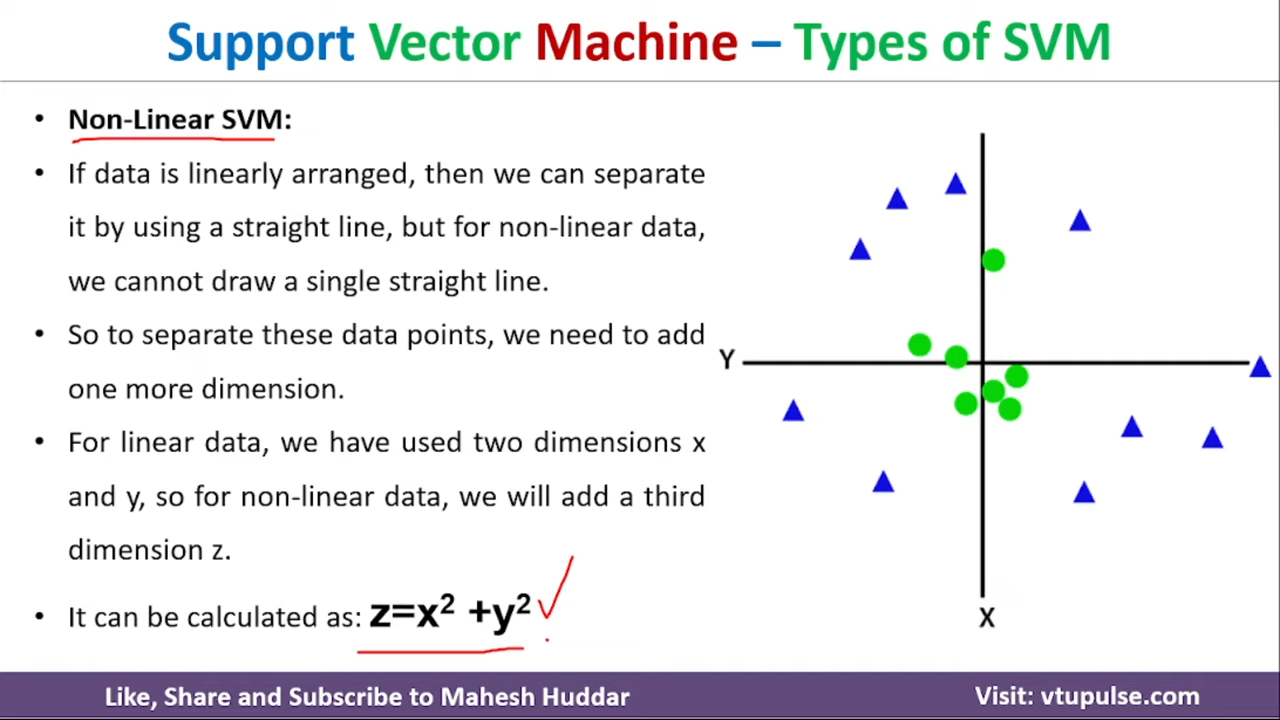 Support Vector Machine – Types of SVM
• Non-Linear SVM:
• If data is linearly arranged, then we can separate
it by using a straight line, but for non-linear data,
we cannot draw a single straight line.
• So to separate these data points, we need to add
one more dimension.
• For linear data, we have used two dimensions x
and y, so for non-linear data, we will add a third
dimension z.
• It can be calculated as: z=x² +y²
Y
X
Like, Share and Subscribe to Mahesh Huddar
Visit: vtupulse.com